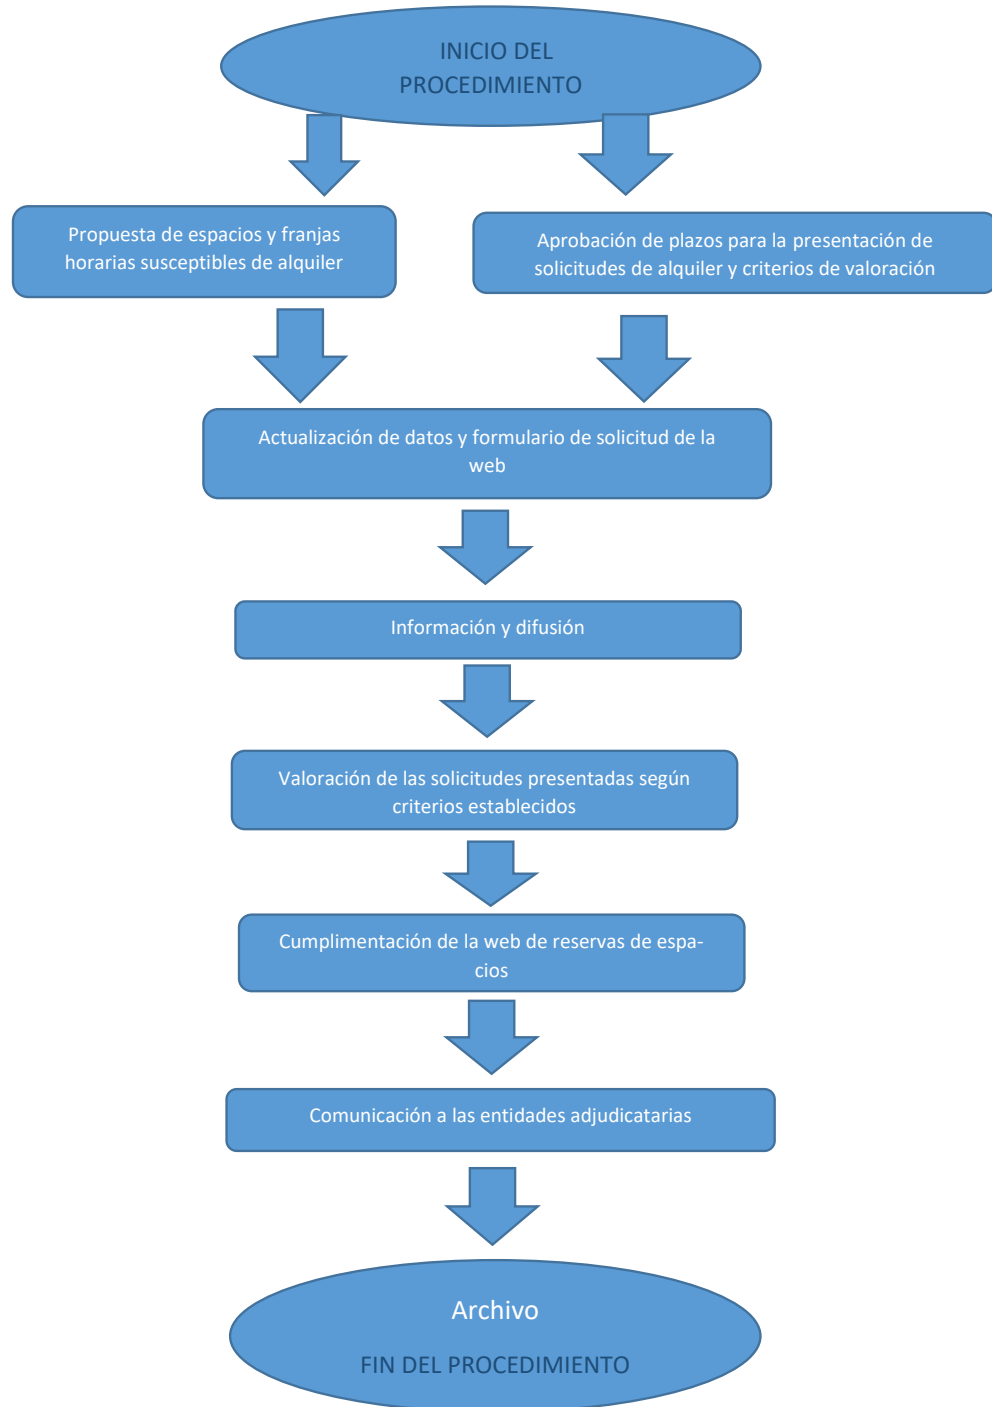 INICIO DEL
PROCEDIMIENTO
Propuesta de espacios y franjas
horarias susceptibles de alquiler
Aprobación de plazos para la presentación de
solicitudes de alquiler y criterios de valoración
Actualización de datos y formulario de solicitud de la
web
Información y difusión
Valoración de las solicitudes presentadas según
criterios establecidos
Cumplimentación de la web de reservas de espa-
cios
Comunicación a las entidades adjudicatarias
Archivo
FIN DEL PROCEDIMIENTO